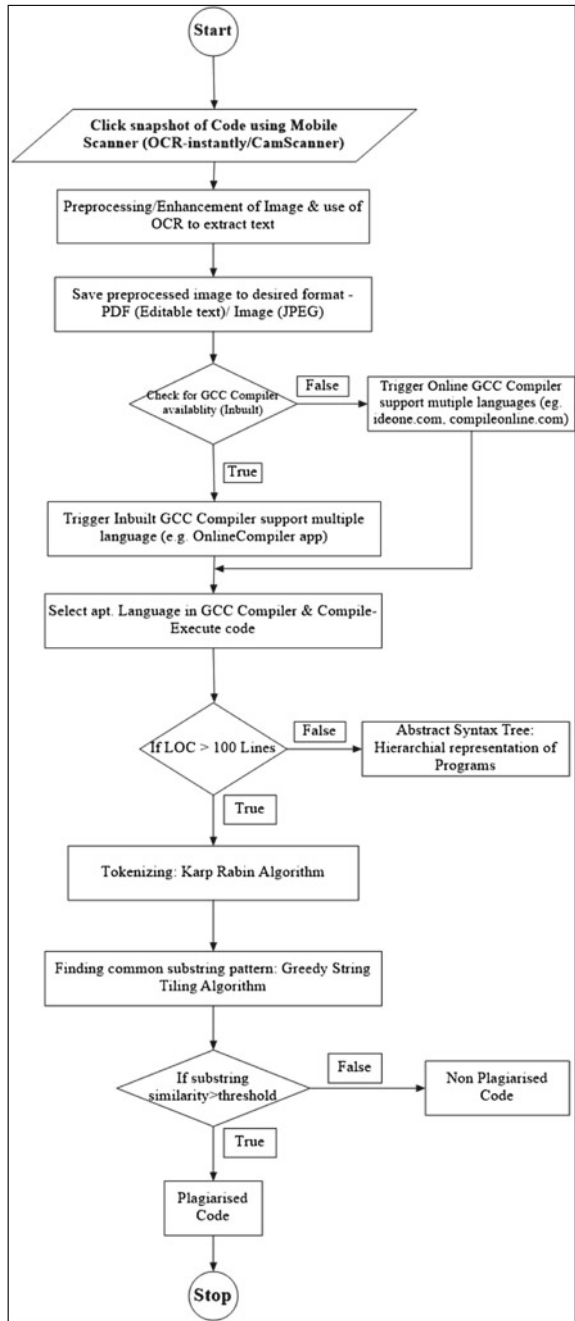 Start
Click snapshot of Code using Mobile
Scanner (OCR-instantly/CamScanner)
Preprocessing/Enhancement of Image & use of
OCR to extract text
Save preprocessed image to desired format -
PDF (Editable text)/ Image (JPEG)
Check for GCC Compiler
availablity (Inbuilt)
False
Trigger Online GCC Compiler
support mutiple languages (eg.
ideone.com, compileonline.com)
True
Trigger Inbuilt GCC Compiler support multiple
language (e.g. OnlineCompiler app)
Select apt. Language in GCC Compiler & Compile-
Execute code
If LOC > 100 Lines
False
Abstract Syntax Tree:
Hierarchial representation of
Programs
True
Tokenizing: Karp Rabin Algorithm
Finding common substring pattern: Greedy String
Tiling Algorithm
If substring
similarity>threshold
False
Non Plagiarised
Code
True
Plagiarised
Code
Stop